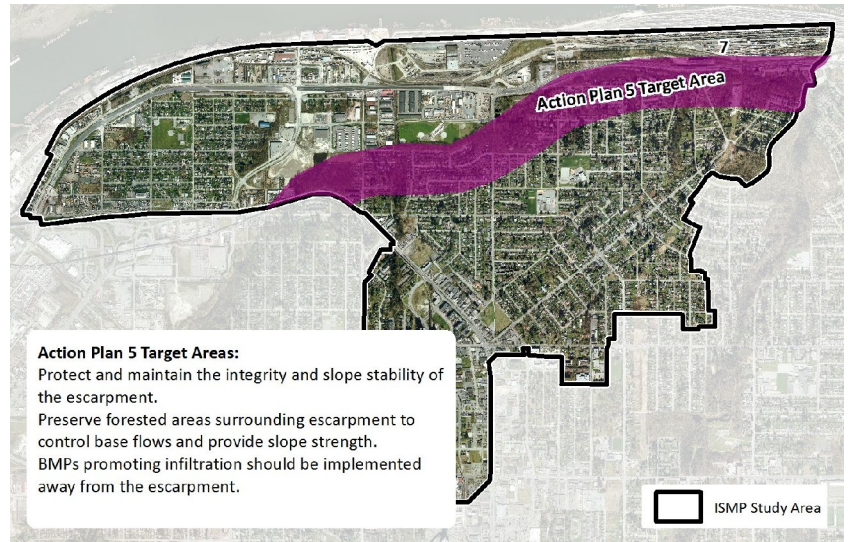 7
Action Plan 5 Target Area
Action Plan 5 Target Areas:
Protect and maintain the integrity and slope stability of
the escarpment.
Preserve forested areas surrounding escarpment to
control base flows and provide slope strength.
BMPs promoting infiltration should be implemented
away from the escarpment.
ISMP Study Area